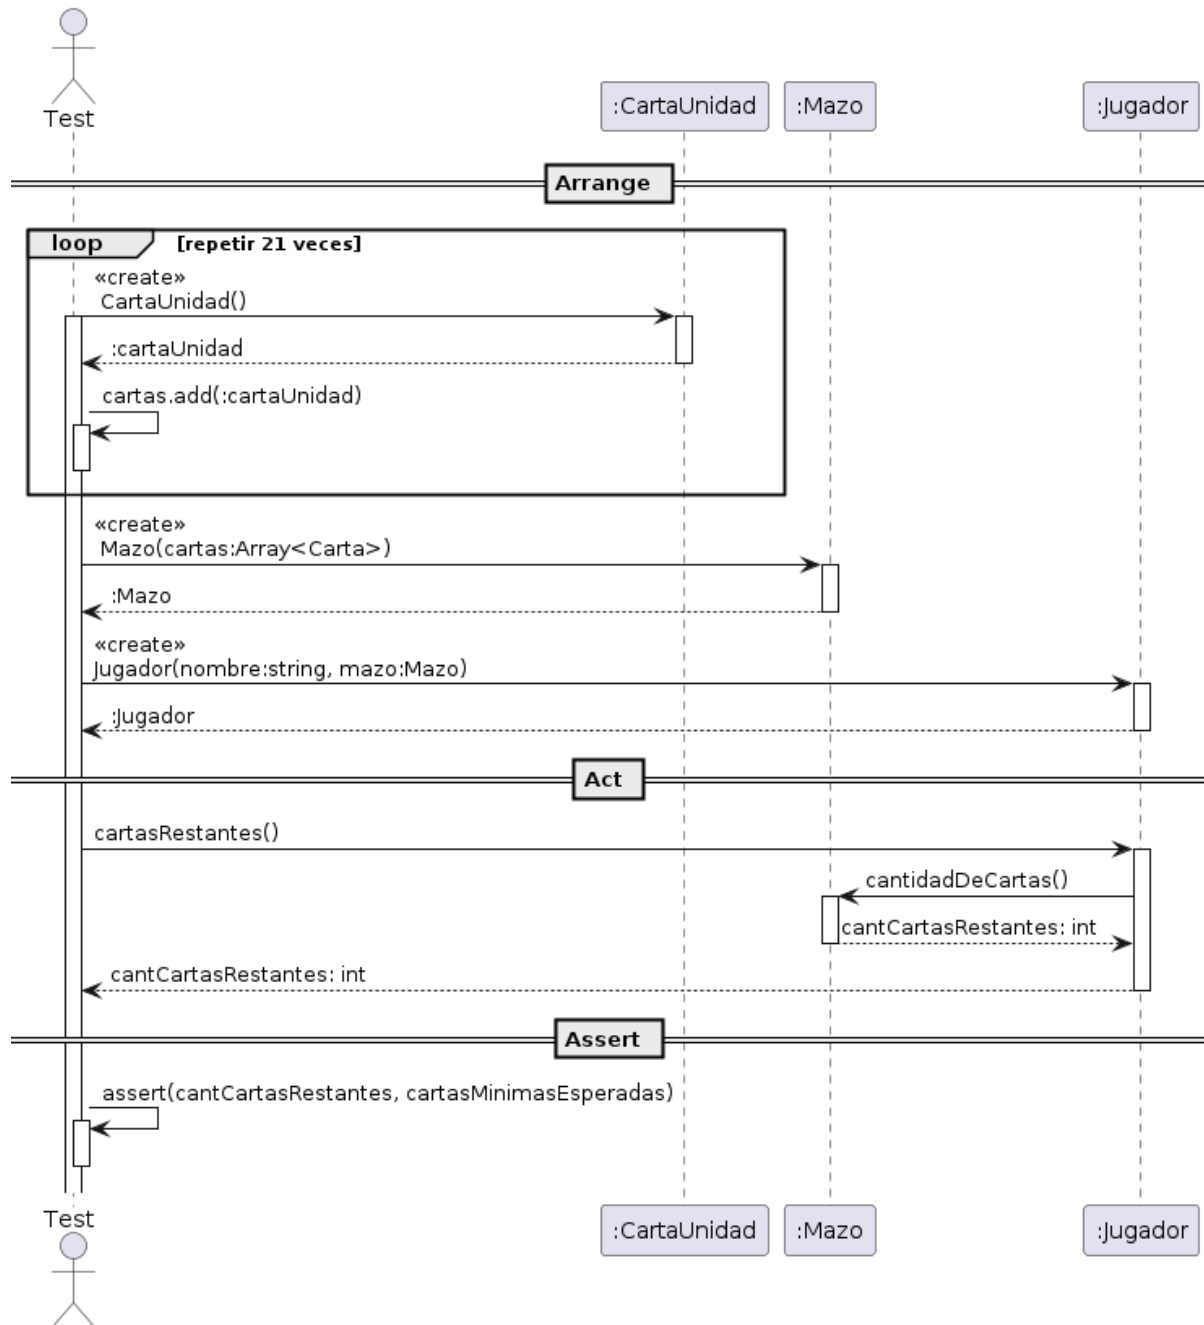 Test
:CartaUnidad
:Mazo
:Jugador
Arrange
loop [repetir 21 veces]
«create»
CartaUnidad()
:cartaUnidad
cartas.add(:cartaUnidad)
«create»
Mazo(cartas:Array<Carta>)
:Mazo
«create»
Jugador(nombre:string, mazo:Mazo)
:Jugador
Act
cartasRestantes()
cantidadDeCartas()
cantCartasRestantes: int
cantCartasRestantes: int
Assert
assert(cantCartasRestantes, cartasMinimasEsperadas)
Test
:CartaUnidad
:Mazo
:Jugador